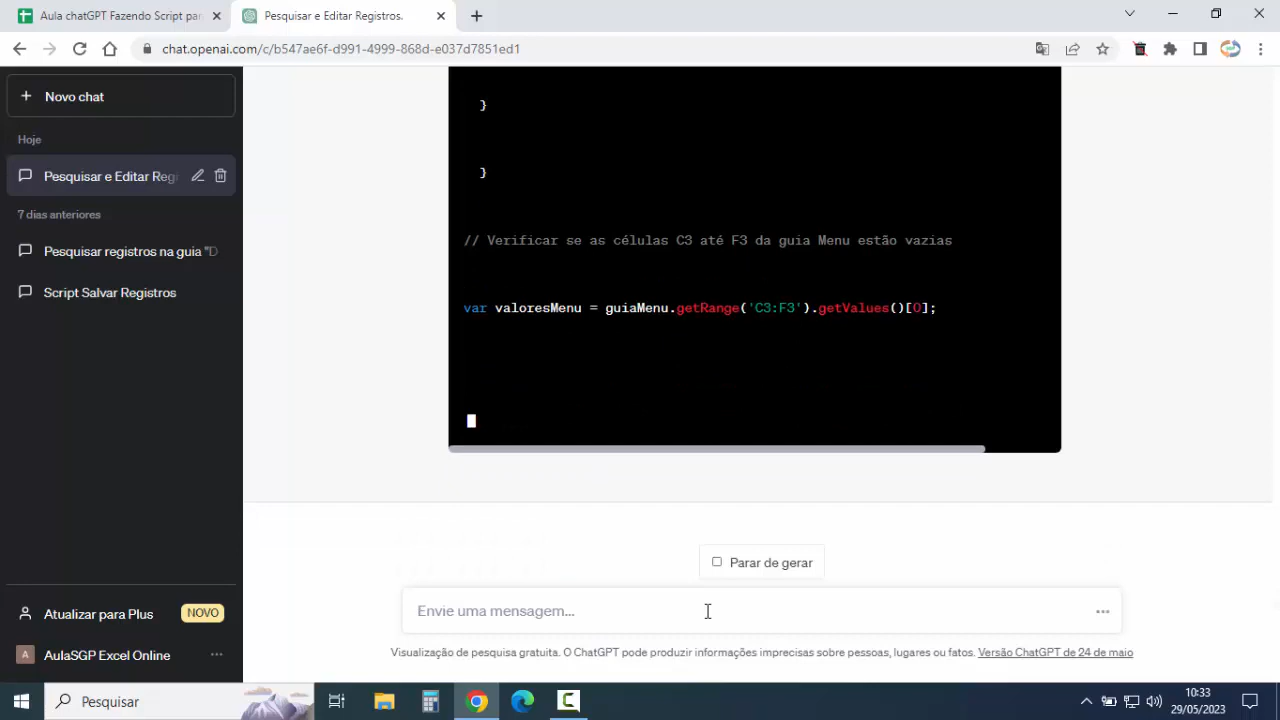 Aula chatGPT Fazendo Script par
Pesquisar e Editar Registros.
chat.openai.com/c/b547ae6f-d991-4999-868d-e037d7851ed1
Novo chat
Hoje
Pesquisar e Editar Regi
7 dias anteriores
Pesquisar registros na guia "D
Script Salvar Registros
}
}
// Verificar se as células C3 até F3 da guia Menu estão vazias
var valoresMenu = guiaMenu.getRange('C3:F3').getValues()[0];
Parar de gerar
Envie uma mensagem...
Visualização de pesquisa gratuita. O ChatGPT pode produzir informações imprecisas sobre pessoas, lugares ou fatos. Versão ChatGPT de 24 de maio
Atualizar para Plus
NOVO
A
AulaSGP Excel Online
Pesquisar
10:33
29/05/2023